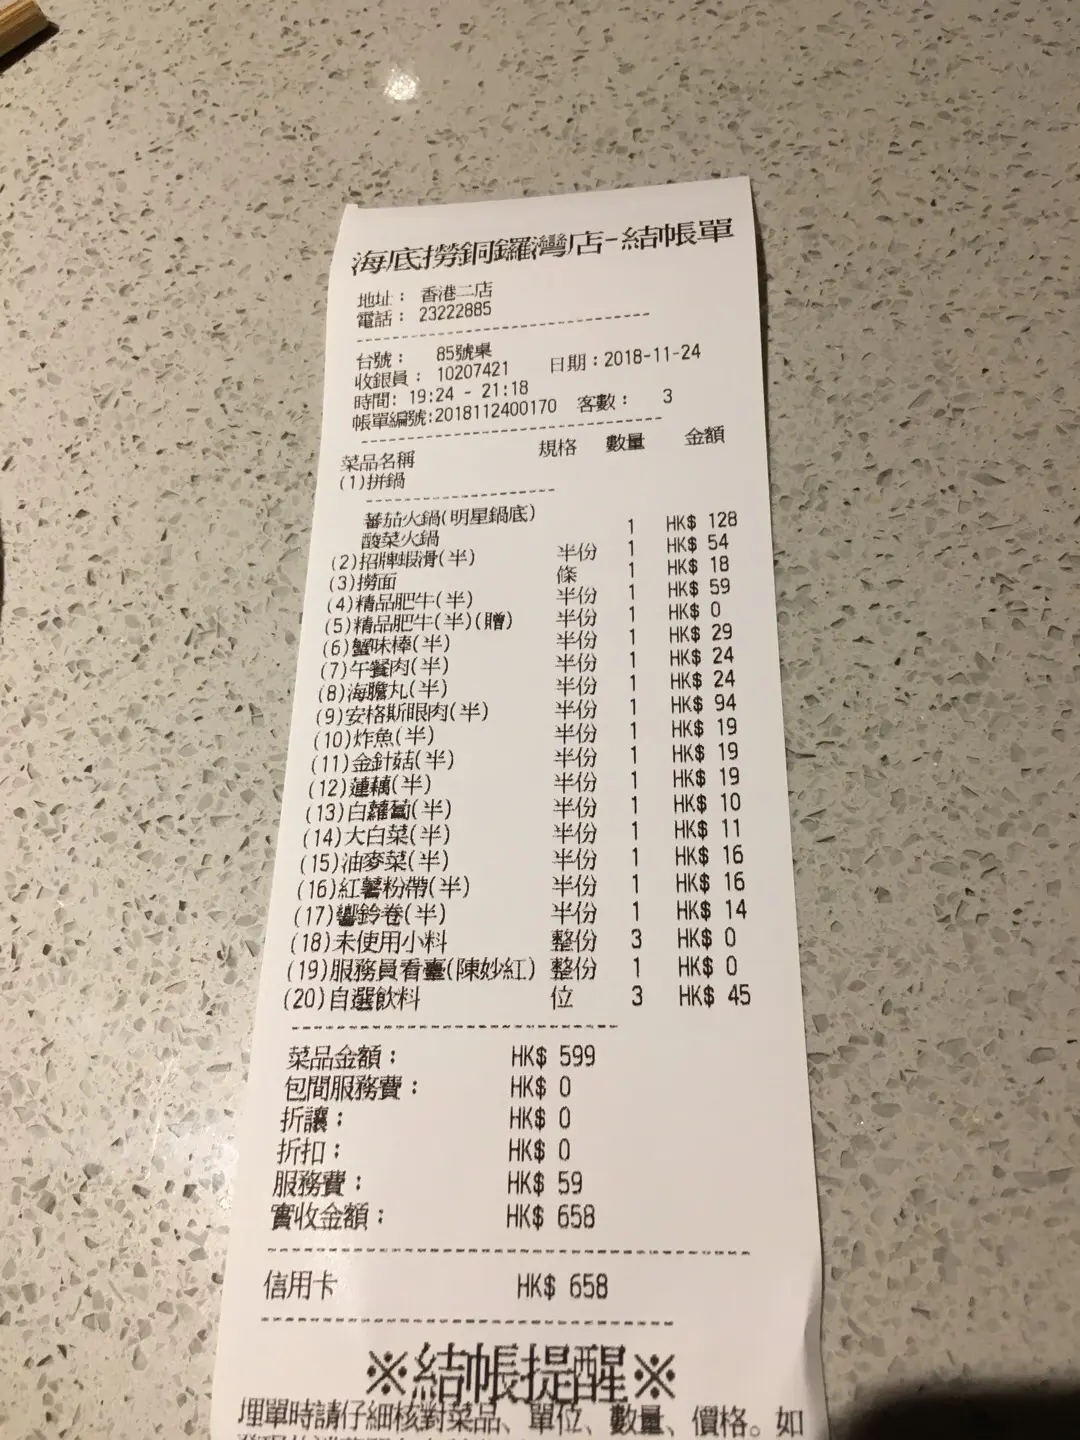 海底撈銅鑼灣店-結帳單
地址： 香港二店
電話： 23222885
台號： 85號桌
收銀員： 10207421 日期：2018-11-24
時間: 19:24 - 21:18
帳單編號:2018112400170 客數： 3
菜品名稱 規格 數量 金額
(1)拼鍋
蕃茄火鍋(明星鍋底) 1 HK$ 128
酸菜火鍋
(2)招牌蝦滑(半) 半份 1 HK$ 54
(3)撈面 條 1 HK$ 18
(4)精品肥牛(半) 半份 1 HK$ 59
(5)精品肥牛(半)(贈) 半份 1 HK$ 0
(6)蟹味棒(半) 半份 1 HK$ 29
(7)午餐肉(半) 半份 1 HK$ 24
(8)海膽丸(半) 半份 1 HK$ 24
(9)安格斯眼肉(半) 半份 1 HK$ 94
(10)炸魚(半) 半份 1 HK$ 19
(11)金針菇(半) 半份 1 HK$ 19
(12)蓮藕(半) 半份 1 HK$ 19
(13)白蘿蔔(半) 半份 1 HK$ 10
(14)大白菜(半) 半份 1 HK$ 11
(15)油麥菜(半) 半份 1 HK$ 16
(16)紅薯粉帶(半) 半份 1 HK$ 16
(17)響鈴卷(半) 半份 1 HK$ 14
(18)未使用小料 整份 3 HK$ 0
(19)服務員看臺(陳妙紅) 整份 1 HK$ 0
(20)自選飲料 位 3 HK$ 45
菜品金額： HK$ 599
包間服務費： HK$ 0
折讓： HK$ 0
折扣： HK$ 0
服務費： HK$ 59
實收金額： HK$ 658
信用卡 HK$ 658
※結帳提醒※
埋單時請仔細核對菜品、單位、數量、價格。如